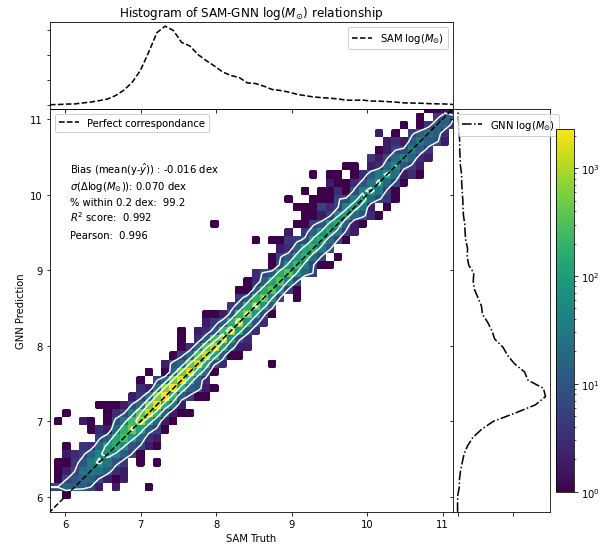 Histogram of SAM-GNN log(M⊙) relationship
SAM log(M⊙)
Perfect correspondance
GNN log(M⊙)
Bias (mean(y-ŷ)) : -0.016 dex
σ(Δlog(M⊙)): 0.070 dex
% within 0.2 dex: 99.2
R² score: 0.992
Pearson: 0.996
GNN Prediction
11
10
9
8
7
6
6 7 8 9 10 11
SAM Truth
10³
10²
10¹
10⁰